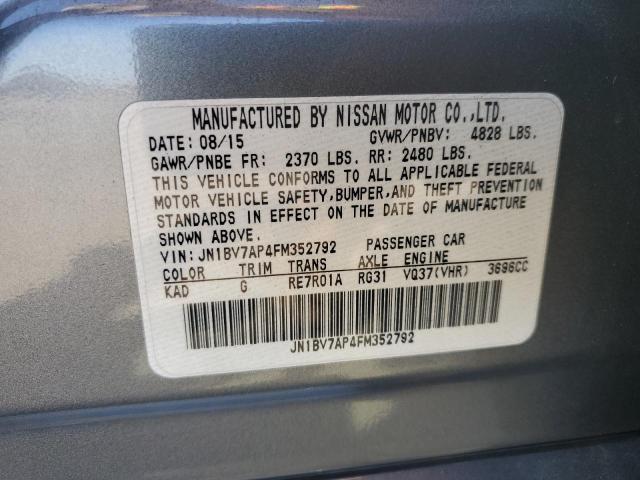 MANUFACTURED BY NISSAN MOTOR CO.,LTD.
DATE: 08/15 GVWR/PNBV: 4828 LBS.
GAWR/PNBE FR: 2370 LBS. RR: 2480 LBS.
THIS VEHICLE CONFORMS TO ALL APPLICABLE FEDERAL
MOTOR VEHICLE SAFETY,BUMPER,AND THEFT PREVENTION
STANDARDS IN EFFECT ON THE DATE OF MANUFACTURE
SHOWN ABOVE.
VIN: JN1BV7AP4FM352792 PASSENGER CAR
COLOR TRIM TRANS AXLE ENGINE
KAD G RE7R01A RG31 VQ37(VHR) 3696CC
JN1BV7AP4FM352792